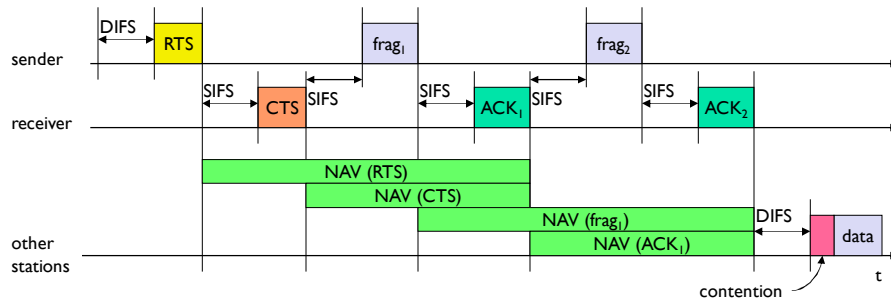 DIFS
RTS
frag₁
frag₂
sender
SIFS
SIFS
SIFS
SIFS
SIFS
CTS
ACK₁
ACK₂
receiver
NAV (RTS)
NAV (CTS)
NAV (frag₁)
NAV (ACK₁)
DIFS
data
other
stations
contention
t